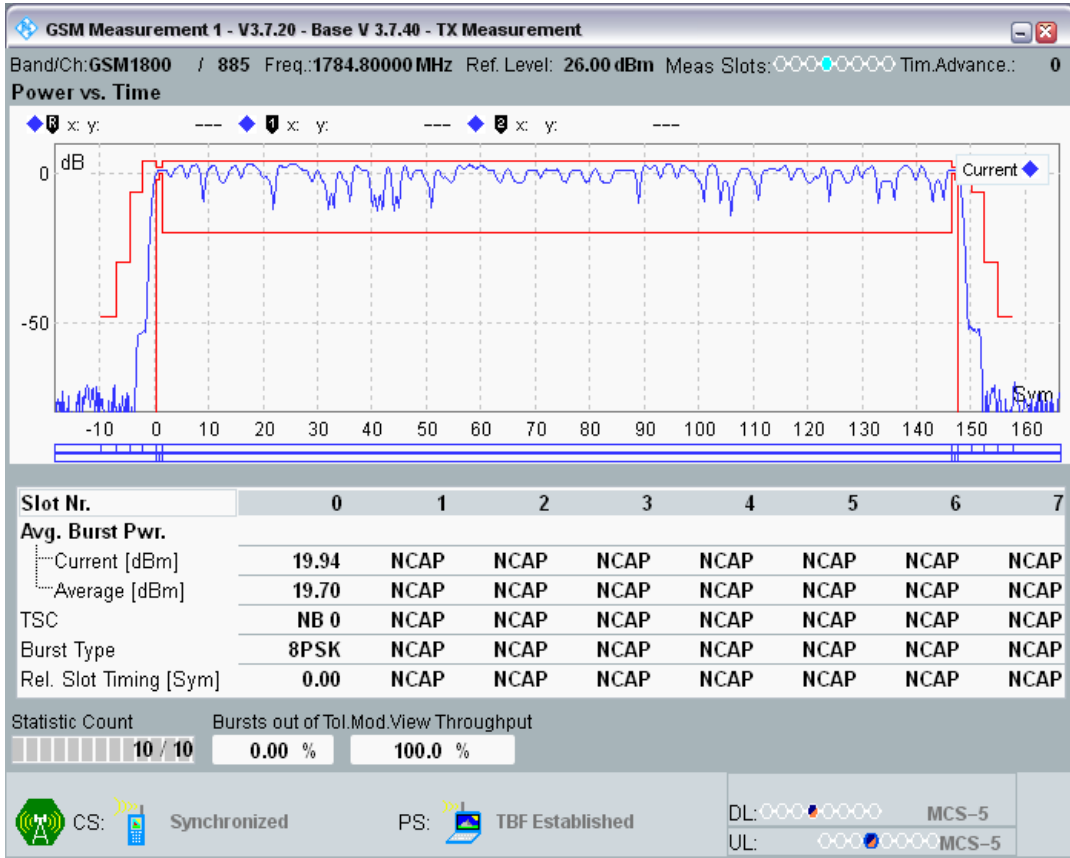 GSM Measurement 1 - V3.7.20 - Base V 3.7.40 - TX Measurement
Band/Ch:GSM1800 / 885 Freq.:1784.80000 MHz Ref. Level: 26.00 dBm Meas Slots: Tim.Advance.: 0
Power vs. Time
R x: y: --- 1 x: y: --- 2 x: y: ---
dB
Current
0
-50
Sym
-10 0 10 20 30 40 50 60 70 80 90 100 110 120 130 140 150 160
Slot Nr. 0 1 2 3 4 5 6 7
Avg. Burst Pwr.
Current [dBm] 19.94 NCAP NCAP NCAP NCAP NCAP NCAP NCAP
Average [dBm] 19.70 NCAP NCAP NCAP NCAP NCAP NCAP NCAP
TSC NB 0 NCAP NCAP NCAP NCAP NCAP NCAP NCAP
Burst Type 8PSK NCAP NCAP NCAP NCAP NCAP NCAP NCAP
Rel. Slot Timing [Sym] 0.00 NCAP NCAP NCAP NCAP NCAP NCAP NCAP
Statistic Count Bursts out of Tol.Mod.View Throughput
10 / 10 0.00 % 100.0 %
CS: Synchronized PS: TBF Established DL: MCS-5
UL: MCS-5